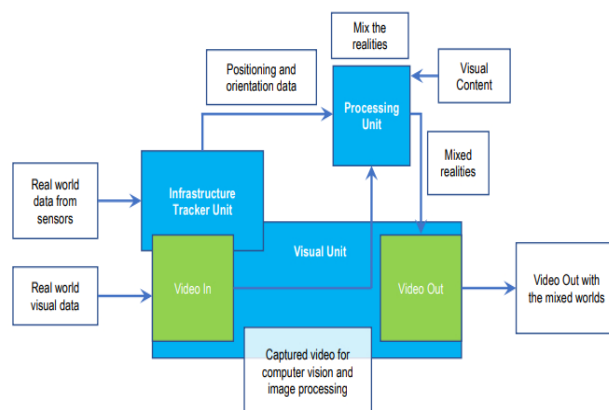 Mix the
realities
Positioning and
orientation data
Processing
Unit
Visual
Content
Mixed
realities
Real world
data from
sensors
Infrastructure
Tracker Unit
Visual Unit
Real world
visual data
Video In
Video Out
Video Out with
the mixed worlds
Captured video for
computer vision and
image processing